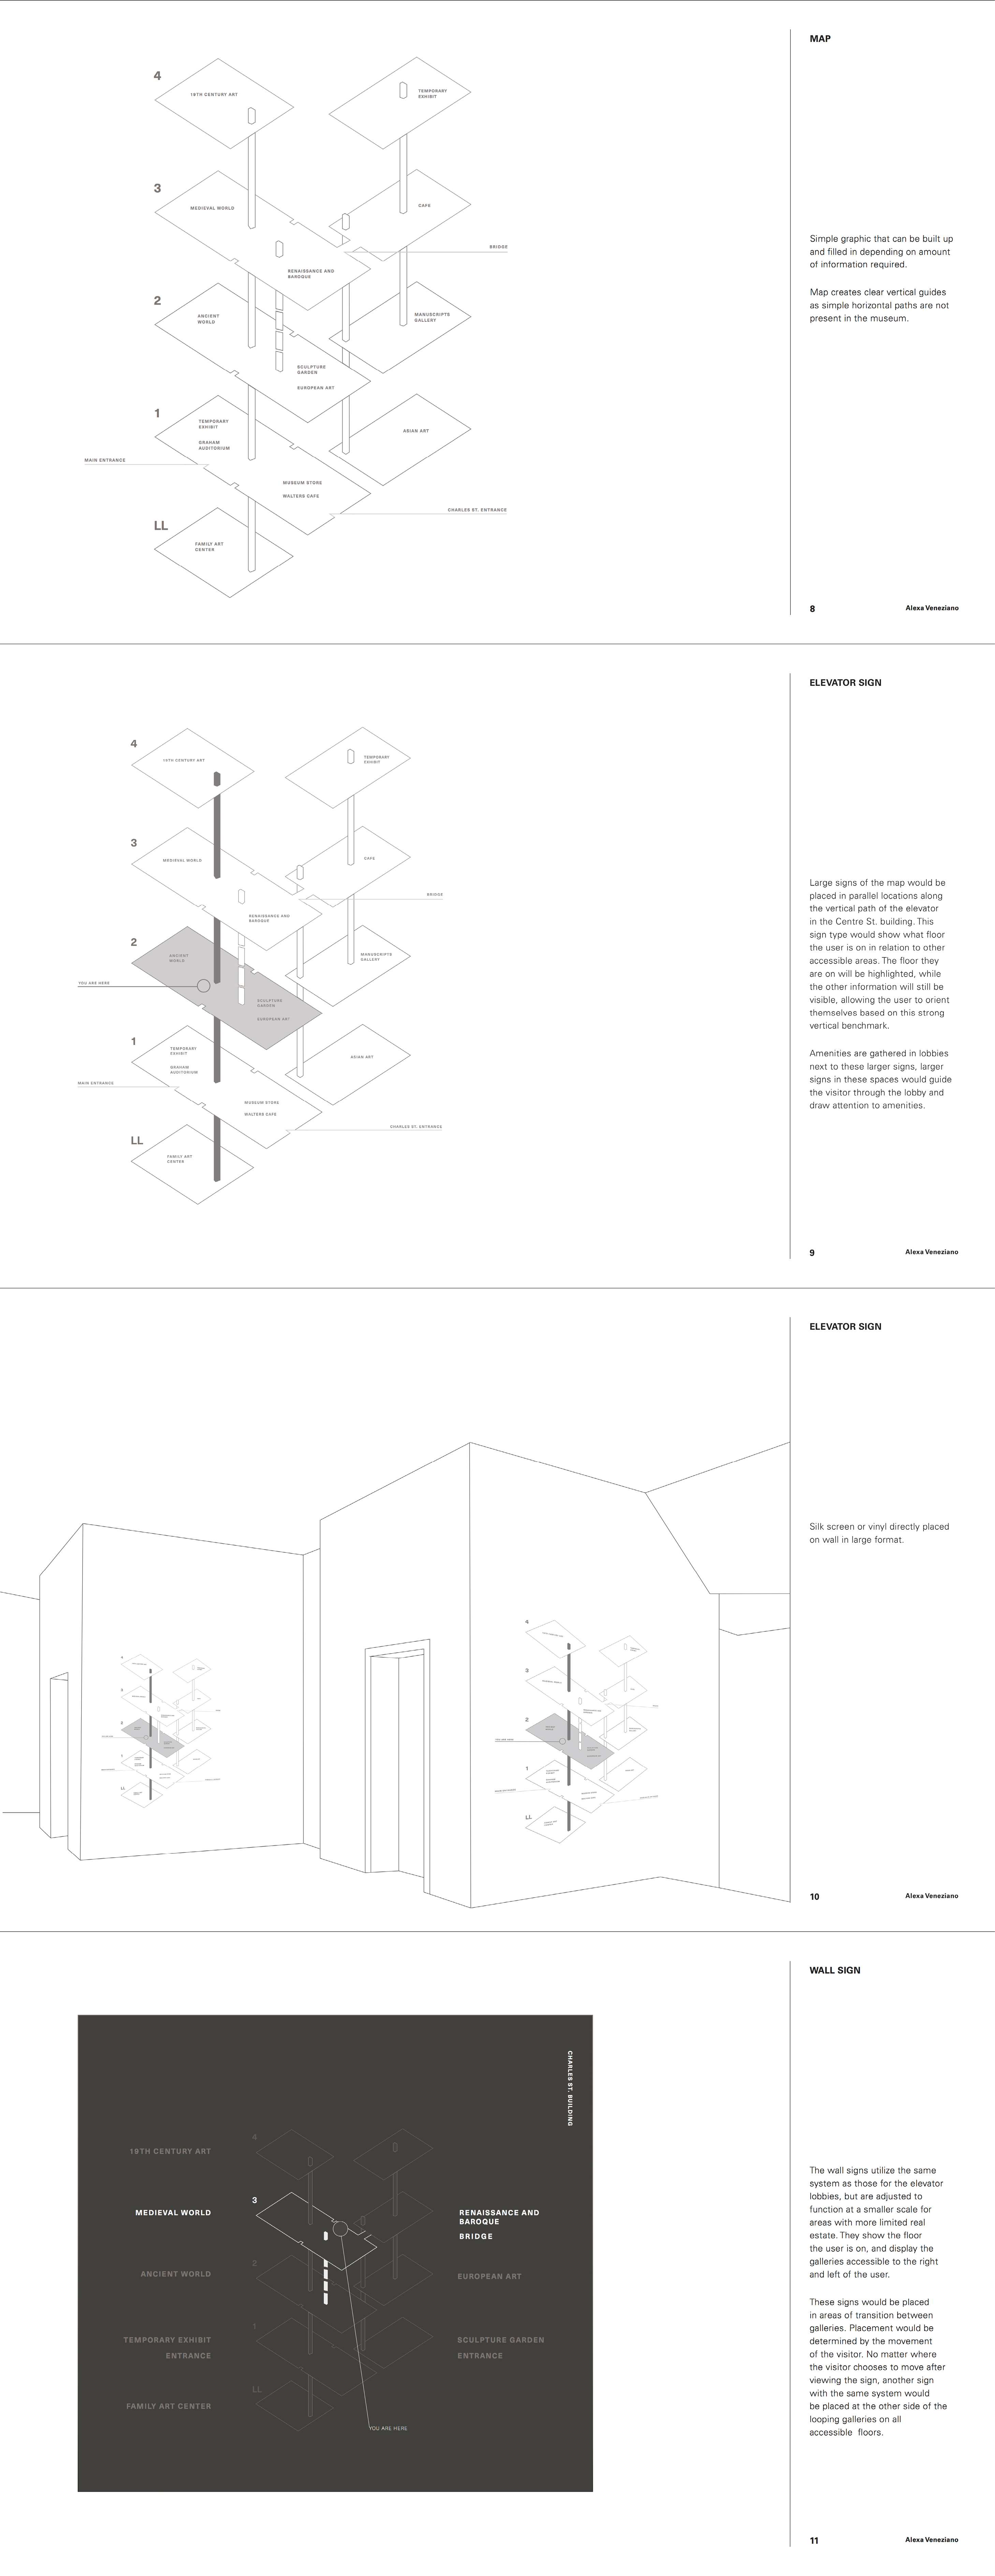 MAP
4
19TH CENTURY ART
TEMPORARY
EXHIBIT
3
MEDIEVAL WORLD
CAFE
BRIDGE
RENAISSANCE AND
BAROQUE
2
ANCIENT
WORLD
MANUSCRIPTS
GALLERY
SCULPTURE
GARDEN
EUROPEAN ART
1
TEMPORARY
EXHIBIT
GRAHAM
AUDITORIUM
ASIAN ART
MAIN ENTRANCE
MUSEUM STORE
WALTERS CAFE
CHARLES ST. ENTRANCE
LL
FAMILY ART
CENTER
Simple graphic that can be built up
and filled in depending on amount
of information required.
Map creates clear vertical guides
as simple horizontal paths are not
present in the museum.
8
Alexa Veneziano
ELEVATOR SIGN
4
19TH CENTURY ART
TEMPORARY
EXHIBIT
3
MEDIEVAL WORLD
CAFE
BRIDGE
RENAISSANCE AND
BAROQUE
2
ANCIENT
WORLD
MANUSCRIPTS
GALLERY
YOU ARE HERE
SCULPTURE
GARDEN
EUROPEAN ART
1
TEMPORARY
EXHIBIT
GRAHAM
AUDITORIUM
ASIAN ART
MAIN ENTRANCE
MUSEUM STORE
WALTERS CAFE
CHARLES ST. ENTRANCE
LL
FAMILY ART
CENTER
Large signs of the map would be
placed in parallel locations along
the vertical path of the elevator
in the Centre St. building. This
sign type would show what floor
the user is on in relation to other
accessible areas. The floor they
are on will be highlighted, while
the other information will still be
visible, allowing the user to orient
themselves based on this strong
vertical benchmark.
Amenities are gathered in lobbies
next to these larger signs, larger
signs in these spaces would guide
the visitor through the lobby and
draw attention to amenities.
9
Alexa Veneziano
ELEVATOR SIGN
4
3
2
1
LL
4
3
2
1
LL
Silk screen or vinyl directly placed
on wall in large format.
10
Alexa Veneziano
WALL SIGN
CHARLES ST. BUILDING
19TH CENTURY ART
4
MEDIEVAL WORLD
3
RENAISSANCE AND
BAROQUE
BRIDGE
ANCIENT WORLD
2
EUROPEAN ART
TEMPORARY EXHIBIT
ENTRANCE
1
SCULPTURE GARDEN
ENTRANCE
FAMILY ART CENTER
LL
YOU ARE HERE
The wall signs utilize the same
system as those for the elevator
lobbies, but are adjusted to
function at a smaller scale for
areas with more limited real
estate. They show the floor
the user is on, and display the
galleries accessible to the right
and left of the user.
These signs would be placed
in areas of transition between
galleries. Placement would be
determined by the movement
of the visitor. No matter where
the visitor chooses to move after
viewing the sign, another sign
with the same system would
be placed at the other side of the
looping galleries on all
accessible floors.
11
Alexa Veneziano